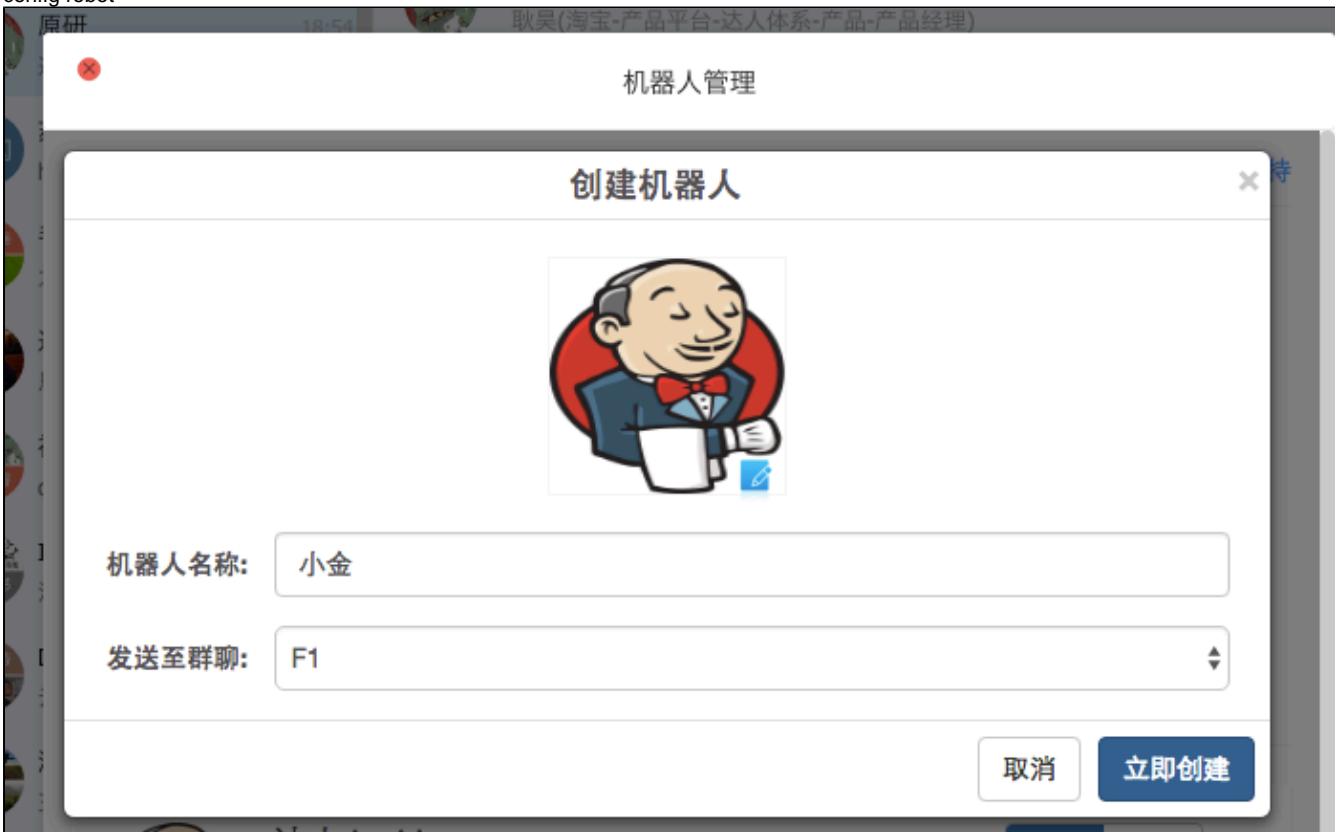 config robot
原研 18:54
耿昊(淘宝-产品平台-达人体系-产品-产品经理)
机器人管理
持
创建机器人
机器人名称: 小金
发送至群聊: F1
取消 立即创建